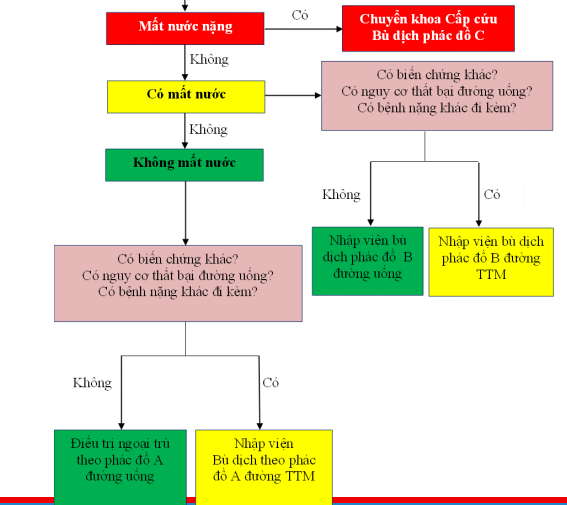 Mất nước nặng
Có
Chuyển khoa Cấp cứu
Bù dịch phác đồ C
Không
Có mất nước
Có biến chứng khác?
Có nguy cơ thất bại đường uống?
Có bệnh nặng khác đi kèm?
Không
Không mất nước
Không
Có
Nhập viện bù
dịch phác đồ B
đường uống
Nhập viện bù dịch
phác đồ B đường
TTM
Có biến chứng khác?
Có nguy cơ thất bại đường uống?
Có bệnh nặng khác đi kèm?
Không
Có
Điều trị ngoại trú
theo phác đồ A
đường uống
Nhập viện
Bù dịch theo phác
đồ A đường TTM